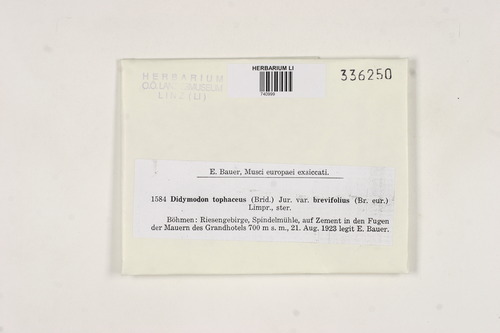 HERBARIUM LI
740999
336250
HERBARIUM
O.Ö. LANDESMUSEUM
LINZ (LI)
E. Bauer, Musci europaei exsiccati.
1584 Didymodon tophaceus (Brid.) Jur. var. brevifolius (Br. eur.)
Limpr., ster.
Böhmen: Riesengebirge, Spindelmühle, auf Zement in den Fugen
der Mauern des Grandhotels 700 m s. m., 21. Aug. 1923 legit E. Bauer.